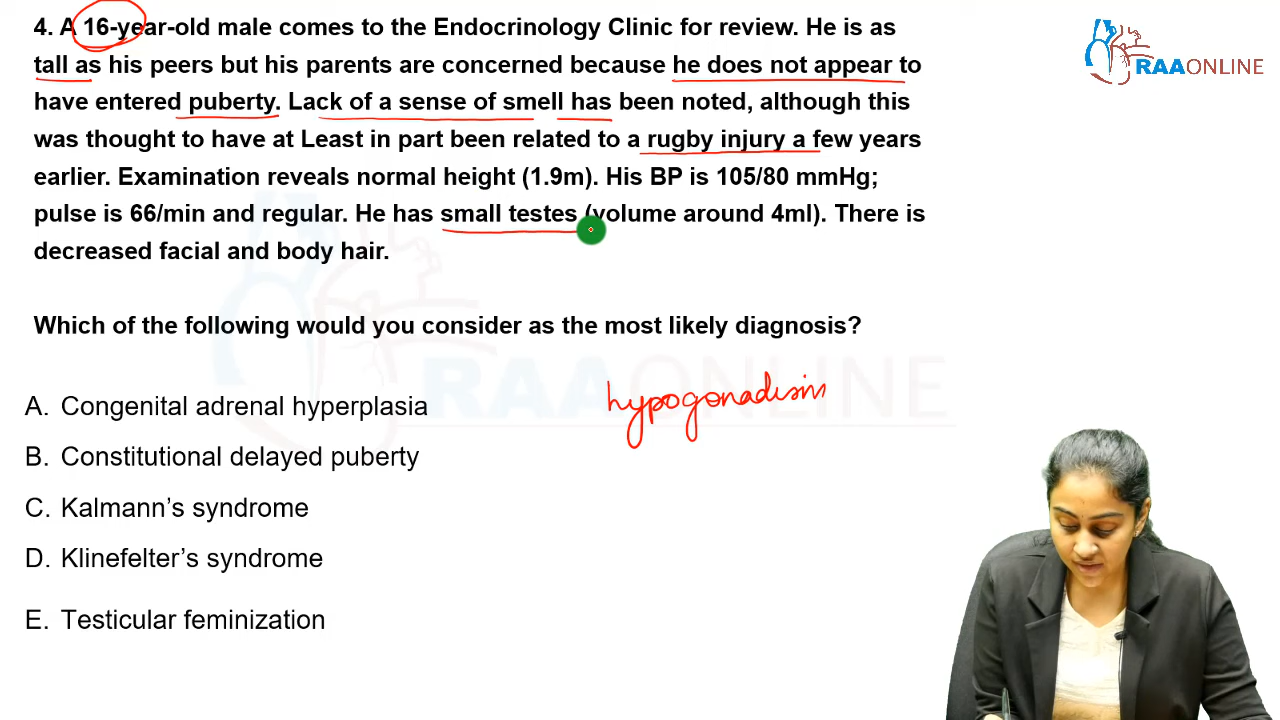 4. A 16-year-old male comes to the Endocrinology Clinic for review. He is as
tall as his peers but his parents are concerned because he does not appear to
have entered puberty. Lack of a sense of smell has been noted, although this
was thought to have at Least in part been related to a rugby injury a few years
earlier. Examination reveals normal height (1.9m). His BP is 105/80 mmHg;
pulse is 66/min and regular. He has small testes (volume around 4ml). There is
decreased facial and body hair.
Which of the following would you consider as the most likely diagnosis?
A. Congenital adrenal hyperplasia
B. Constitutional delayed puberty
C. Kalmann's syndrome
D. Klinefelter's syndrome
E. Testicular feminization
hypogonadism
RAAONLINE
RAAONLINE